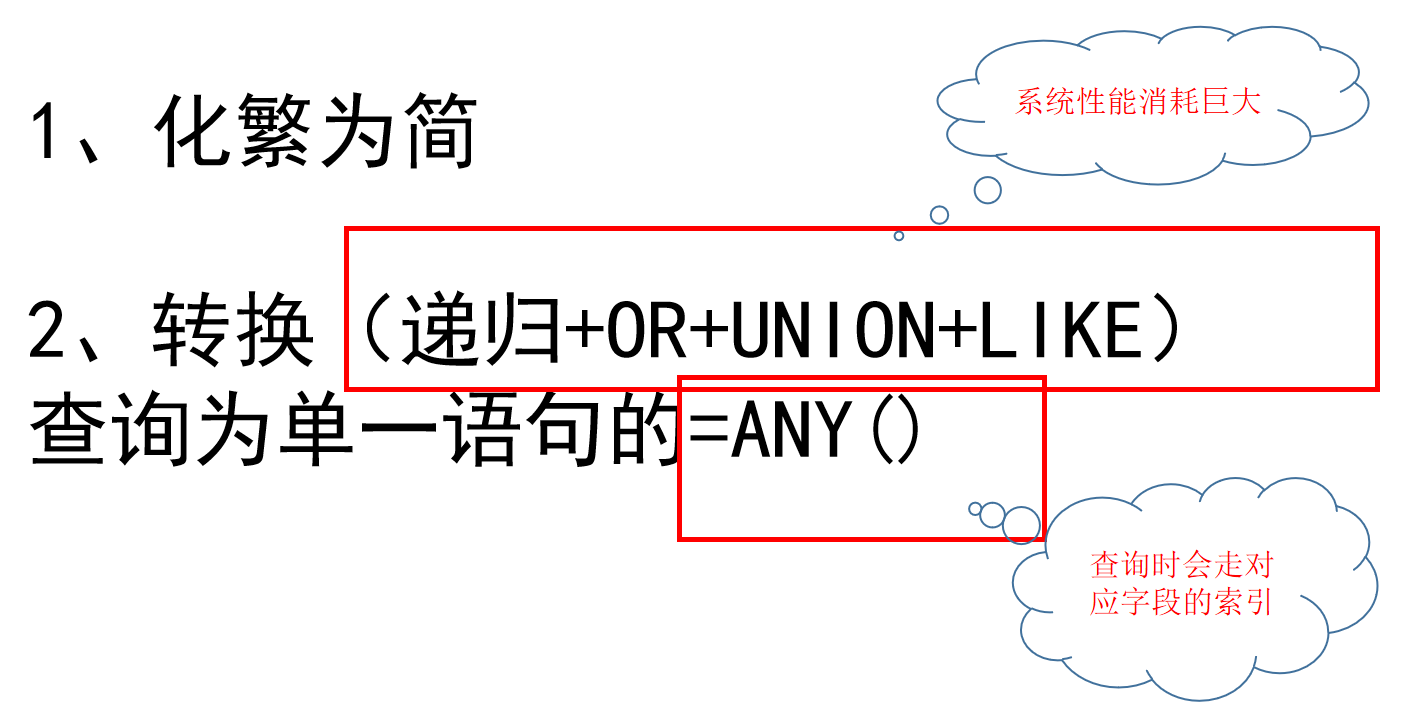 系统性能消耗巨大
1、化繁为简
2、转换（递归+OR+UNION+LIKE）
查询为单一语句的=ANY()
查询时会走对
应字段的索引